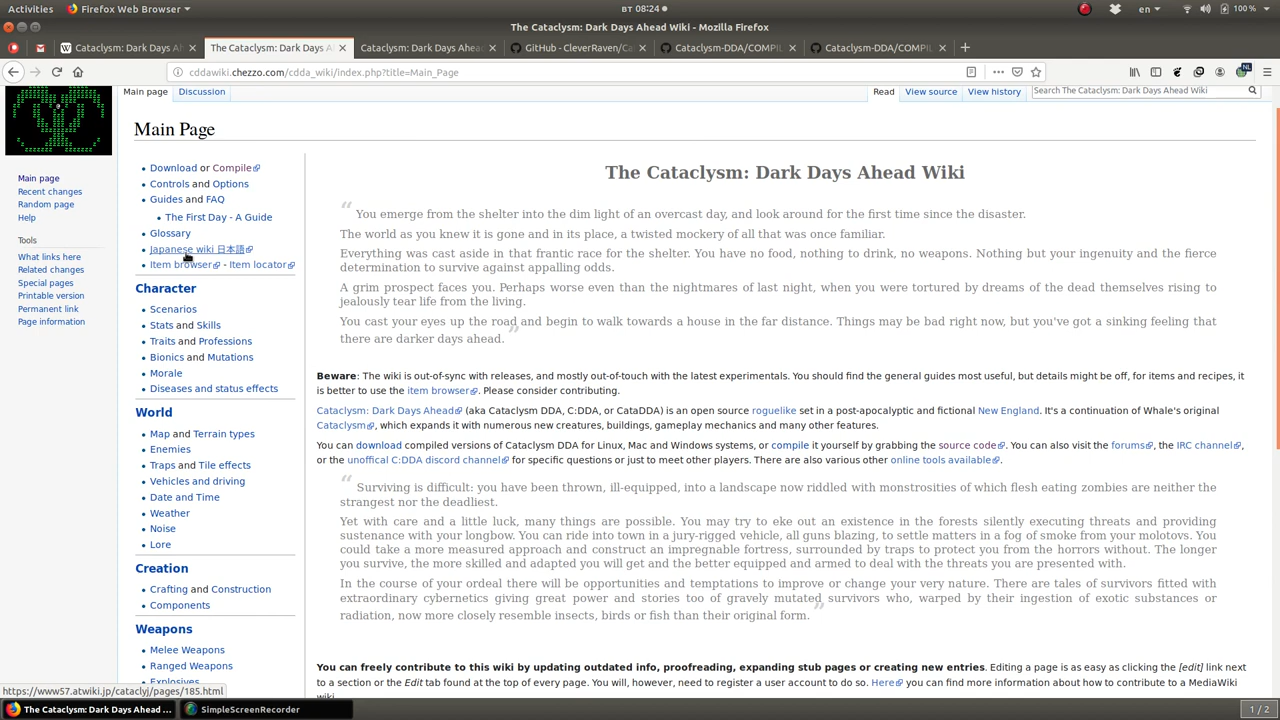 Activities
Firefox Web Browser
вт 08:24
en
100 %
The Cataclysm: Dark Days Ahead Wiki - Mozilla Firefox
Cataclysm: Dark Days A
The Cataclysm: Dark Days A
Cataclysm: Dark Days Ahea
GitHub - CleverRaven/Ca
Cataclysm-DDA/COMPIL
Cataclysm-DDA/COMPIL
cddawiki.chezzo.com/cdda_wiki/index.php?title=Main_Page
NL
Main page
Discussion
Read
View source
View history
Search The Cataclysm: Dark Days Ahead Wiki
Main page
Recent changes
Random page
Help
Tools
What links here
Related changes
Special pages
Printable version
Permanent link
Page information
Main Page
Download or Compile
Controls and Options
Guides and FAQ
The First Day - A Guide
Glossary
Japanese wiki 日本語
Item browser - Item locator
Character
Scenarios
Stats and Skills
Traits and Professions
Bionics and Mutations
Morale
Diseases and status effects
World
Map and Terrain types
Enemies
Traps and Tile effects
Vehicles and driving
Date and Time
Weather
Noise
Lore
Creation
Crafting and Construction
Components
Weapons
Melee Weapons
Ranged Weapons
Explosives
The Cataclysm: Dark Days Ahead Wiki
“ You emerge from the shelter into the dim light of an overcast day, and look around for the first time since the disaster.
The world as you knew it is gone and in its place, a twisted mockery of all that was once familiar.
Everything was cast aside in that frantic race for the shelter. You have no food, nothing to drink, no weapons. Nothing but your ingenuity and the fierce
determination to survive against appalling odds.
A grim prospect faces you. Perhaps worse even than the nightmares of last night, when you were tortured by dreams of the dead themselves rising to
jealously tear life from the living.
You cast your eyes up the road and begin to walk towards a house in the far distance. Things may be bad right now, but you've got a sinking feeling that
there are darker days ahead. ”
Beware: The wiki is out-of-sync with releases, and mostly out-of-touch with the latest experimentals. You should find the general guides most useful, but details might be off, for items and recipes, it
is better to use the item browser. Please consider contributing.
Cataclysm: Dark Days Ahead (aka Cataclysm DDA, C:DDA, or CataDDA) is an open source roguelike set in a post-apocalyptic and fictional New England. It's a continuation of Whale's original
Cataclysm, which expands it with numerous new creatures, buildings, gameplay mechanics and many other features.
You can download compiled versions of Cataclysm DDA for Linux, Mac and Windows systems, or compile it yourself by grabbing the source code. You can also visit the forums, the IRC channel,
or the unoffical C:DDA discord channel for specific questions or just to meet other players. There are also various other online tools available.
“ Surviving is difficult: you have been thrown, ill-equipped, into a landscape now riddled with monstrosities of which flesh eating zombies are neither the
strangest nor the deadliest.
Yet with care and a little luck, many things are possible. You may try to eke out an existence in the forests silently executing threats and providing
sustenance with your longbow. You can ride into town in a jury-rigged vehicle, all guns blazing, to settle matters in a fog of smoke from your molotovs. You
could take a more measured approach and construct an impregnable fortress, surrounded by traps to protect you from the horrors without. The longer
you survive, the more skilled and adapted you will get and the better equipped and armed to deal with the threats you are presented with.
In the course of your ordeal there will be opportunities and temptations to improve or change your very nature. There are tales of survivors fitted with
extraordinary cybernetics giving great power and stories too of gravely mutated survivors who, warped by their ingestion of exotic substances or
radiation, now more closely resemble insects, birds or fish than their original form. ”
You can freely contribute to this wiki by updating outdated info, proofreading, expanding stub pages or creating new entries. Editing a page is as easy as clicking the [edit] link next
to a section or the Edit tab found at the top of every page. You will, however, need to register a user account to do so. Here you can find more information about how to contribute to a MediaWiki
wiki.
https://www57.atwiki.jp/cataclyj/pages/185.html
The Cataclysm: Dark Days Ahead ...
SimpleScreenRecorder
1 / 2